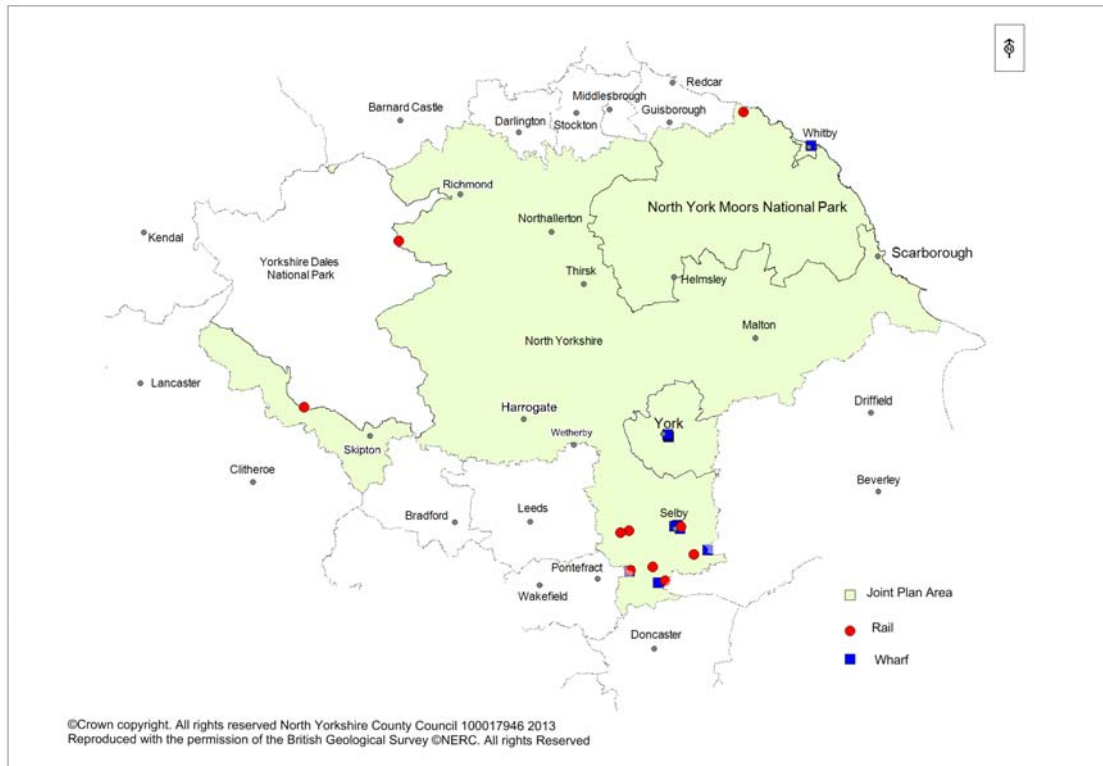 N
Redcar
Middlesbrough
Barnard Castle
Guisborough
Darlington
Stockton
Whitby
Richmond
North York Moors National Park
Northallerton
Kendal
Scarborough
Yorkshire Dales
National Park
Thirsk
Helmsley
Malton
North Yorkshire
Lancaster
Driffield
Harrogate
York
Wetherby
Skipton
Clitheroe
Beverley
Leeds
Selby
Bradford
Pontefract
Wakefield
Joint Plan Area
Rail
Doncaster
Wharf
©Crown copyright. All rights reserved North Yorkshire County Council 100017946 2013
Reproduced with the permission of the British Geological Survey ©NERC. All rights Reserved